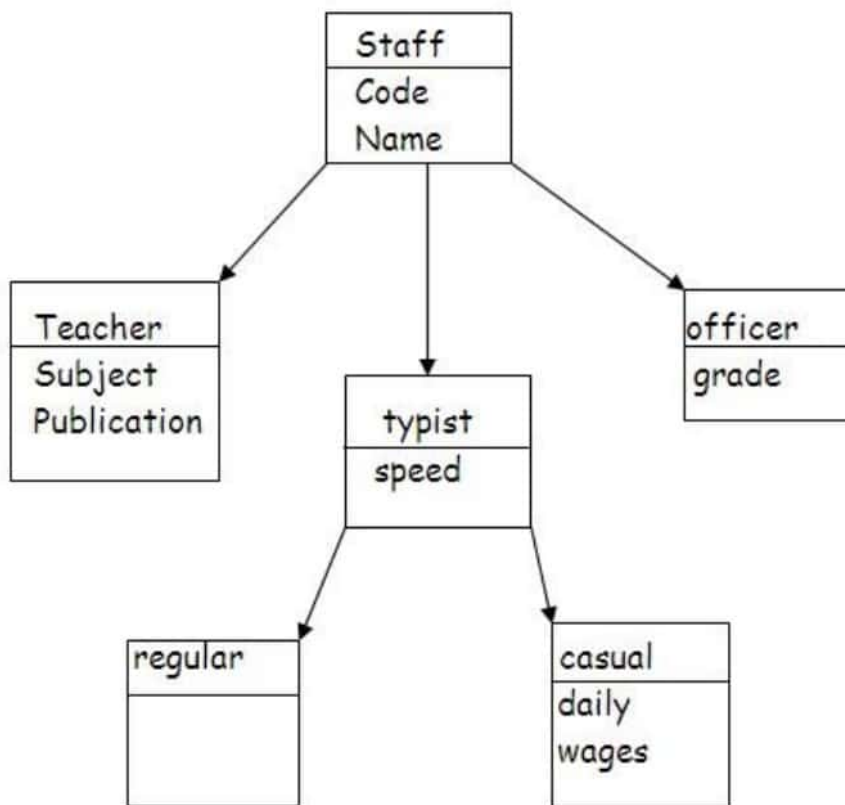 Staff
Code
Name
Teacher
Subject
Publication
typist
speed
officer
grade
regular
casual
daily
wages